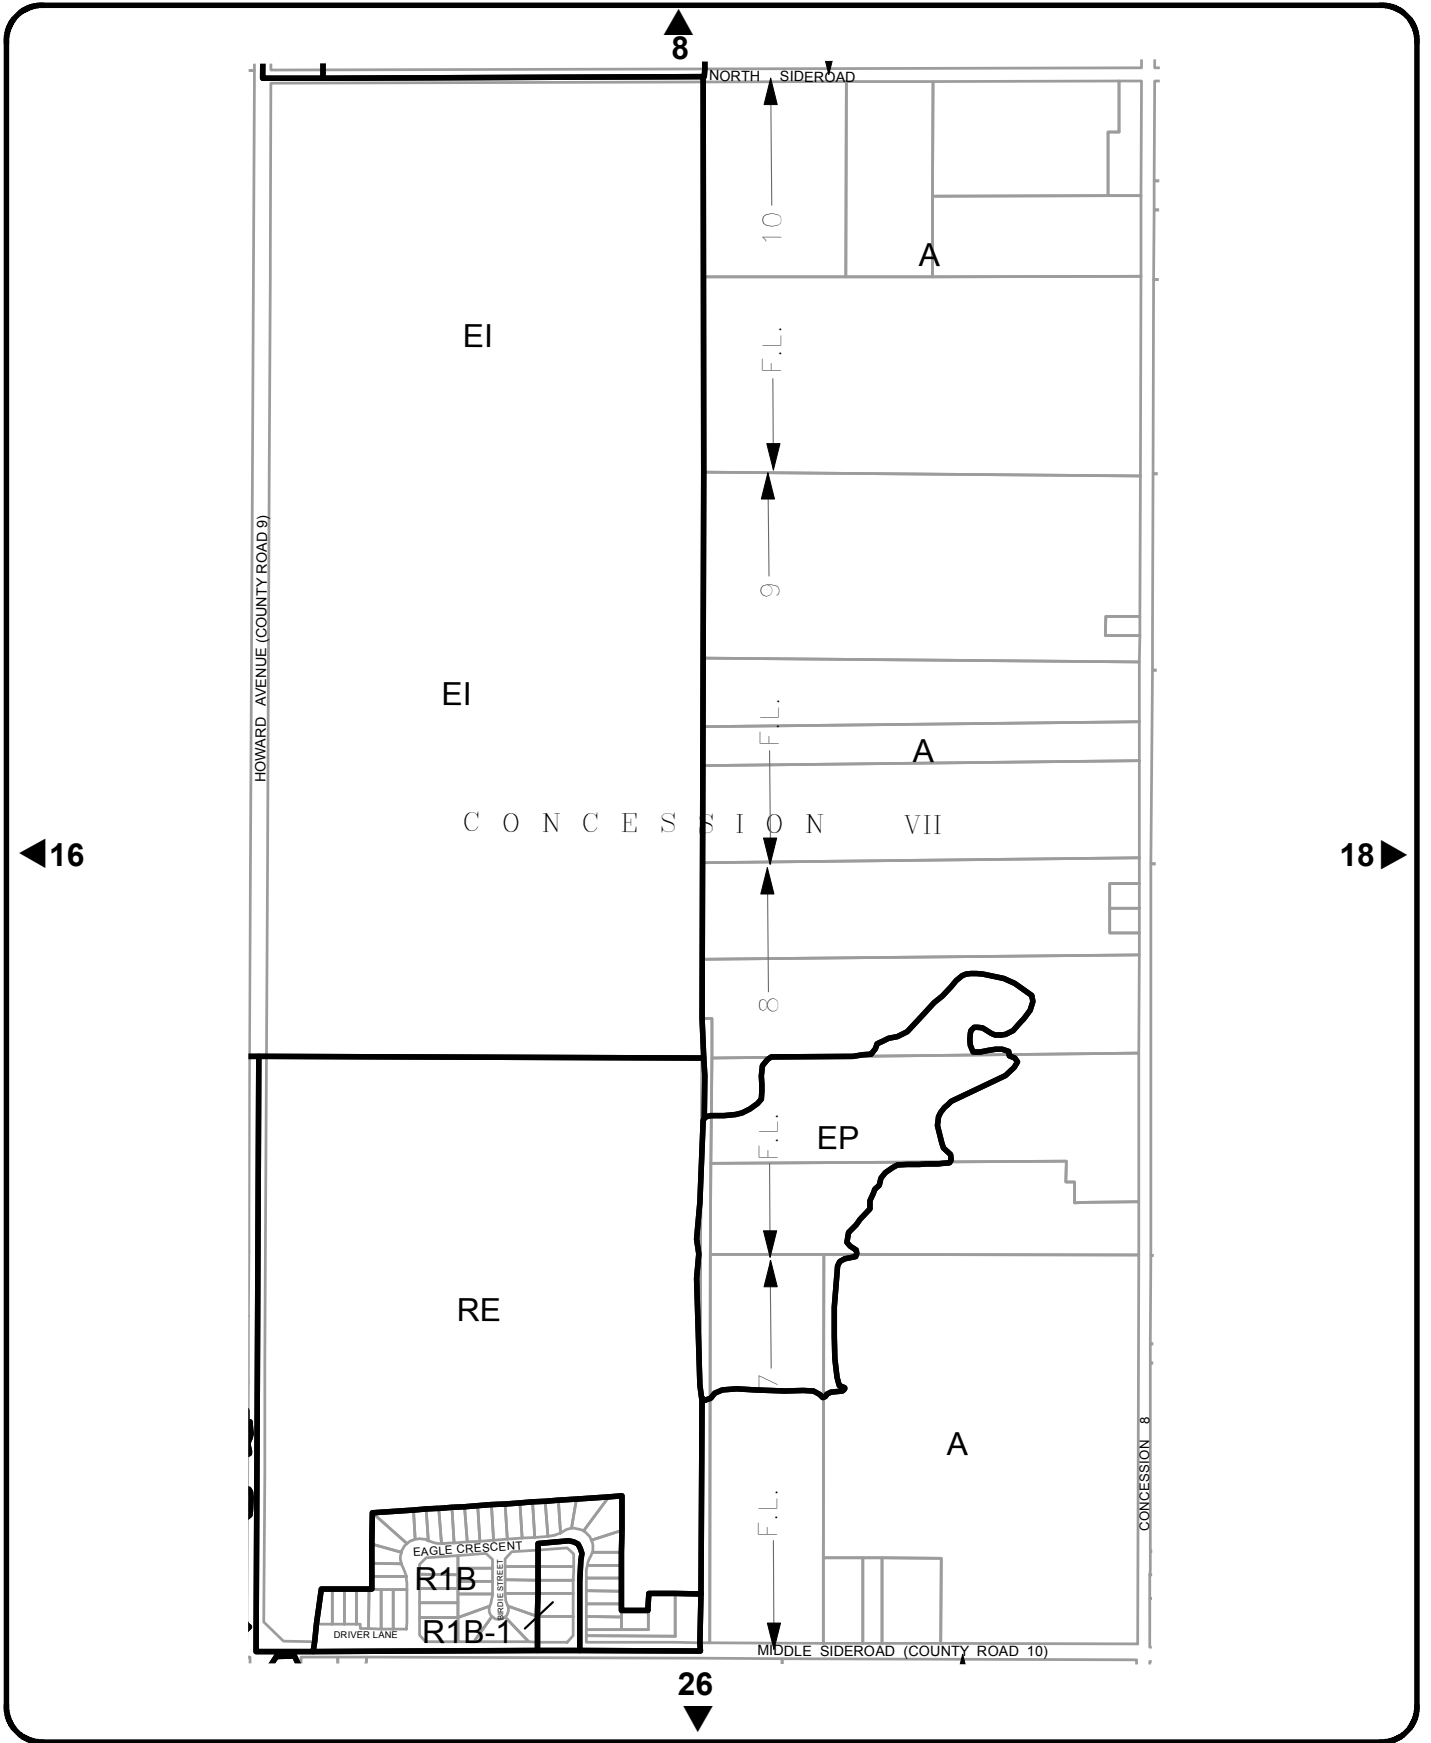 8
NORTH SIDEROAD
10
A
EI
F.L.
HOWARD AVENUE (COUNTY ROAD 9)
9
EI
F.L.
A
CONCESSION VII
16
18
8
F.L.
EP
RE
7
A
CONCESSION 8
F.L.
EAGLE CRESCENT
R1B
BIRDIE STREET
R1B-1
DRIVER LANE
MIDDLE SIDEROAD (COUNTY ROAD 10)
26